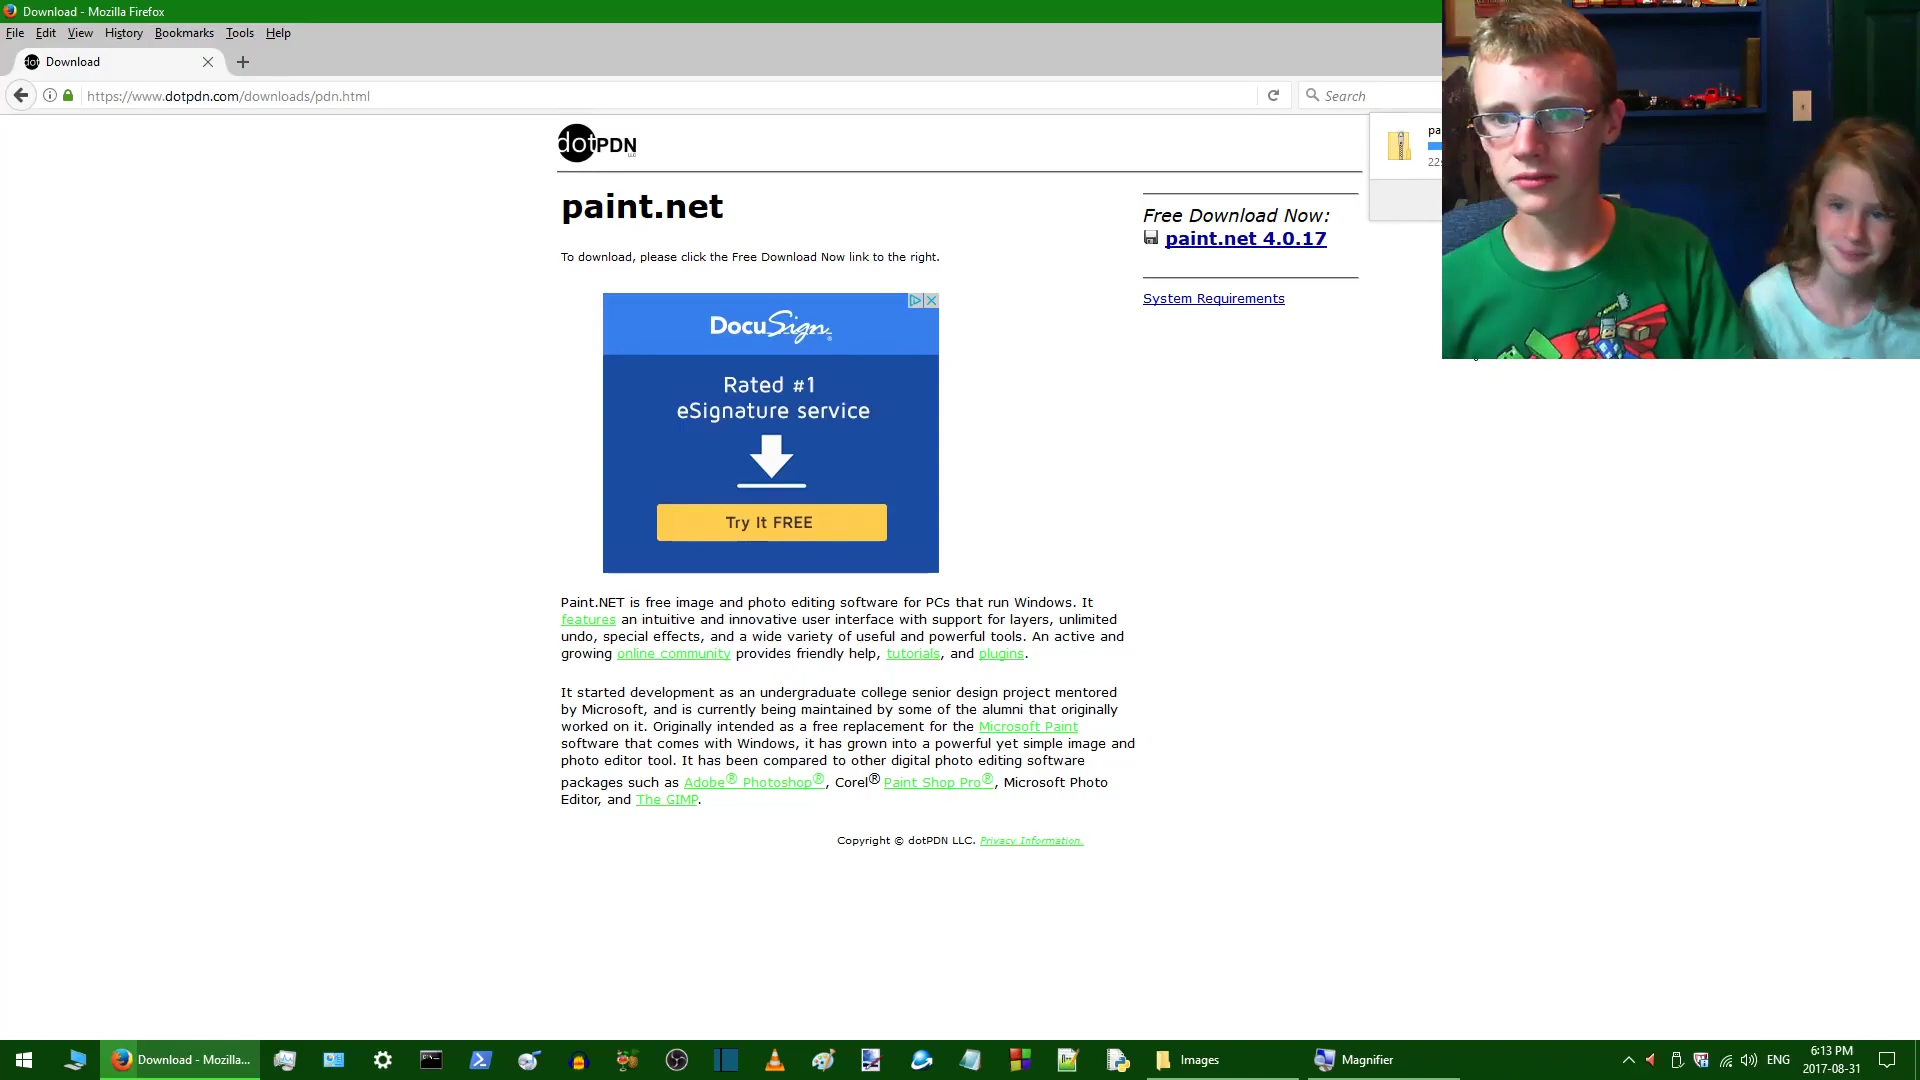 Download - Mozilla Firefox
File Edit View History Bookmarks Tools Help
dot Download
https://www.dotpdn.com/downloads/pdn.html
Search
pa
22
dotPDN LLC
paint.net
Free Download Now:
paint.net 4.0.17
To download, please click the Free Download Now link to the right.
System Requirements
DocuSign
Rated #1
eSignature service
Try It FREE
Paint.NET is free image and photo editing software for PCs that run Windows. It
features an intuitive and innovative user interface with support for layers, unlimited
undo, special effects, and a wide variety of useful and powerful tools. An active and
growing online community provides friendly help, tutorials, and plugins.
It started development as an undergraduate college senior design project mentored
by Microsoft, and is currently being maintained by some of the alumni that originally
worked on it. Originally intended as a free replacement for the Microsoft Paint
software that comes with Windows, it has grown into a powerful yet simple image and
photo editor tool. It has been compared to other digital photo editing software
packages such as Adobe® Photoshop®, Corel® Paint Shop Pro®, Microsoft Photo
Editor, and The GIMP.
Copyright © dotPDN LLC. Privacy Information.
Download - Mozilla...
Images
Magnifier
ENG
6:13 PM
2017-08-31